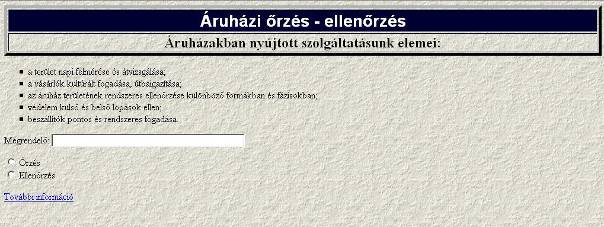 Áruházi őrzés - ellenőrzés
Áruházakban nyújtott szolgáltatásunk elemei:
a terület napi felmérése és átvizsgálása;
a vásárlók kultúrált fogadása, útbaigazítása;
az áruház területének rendszeres ellenőrzése különböző formákban és fázisokban;
védelem külső és belső lopások ellen;
beszállítók pontos és rendszeres fogadása.
Megrendelő:
Őrzés
Ellenőrzés
További információ